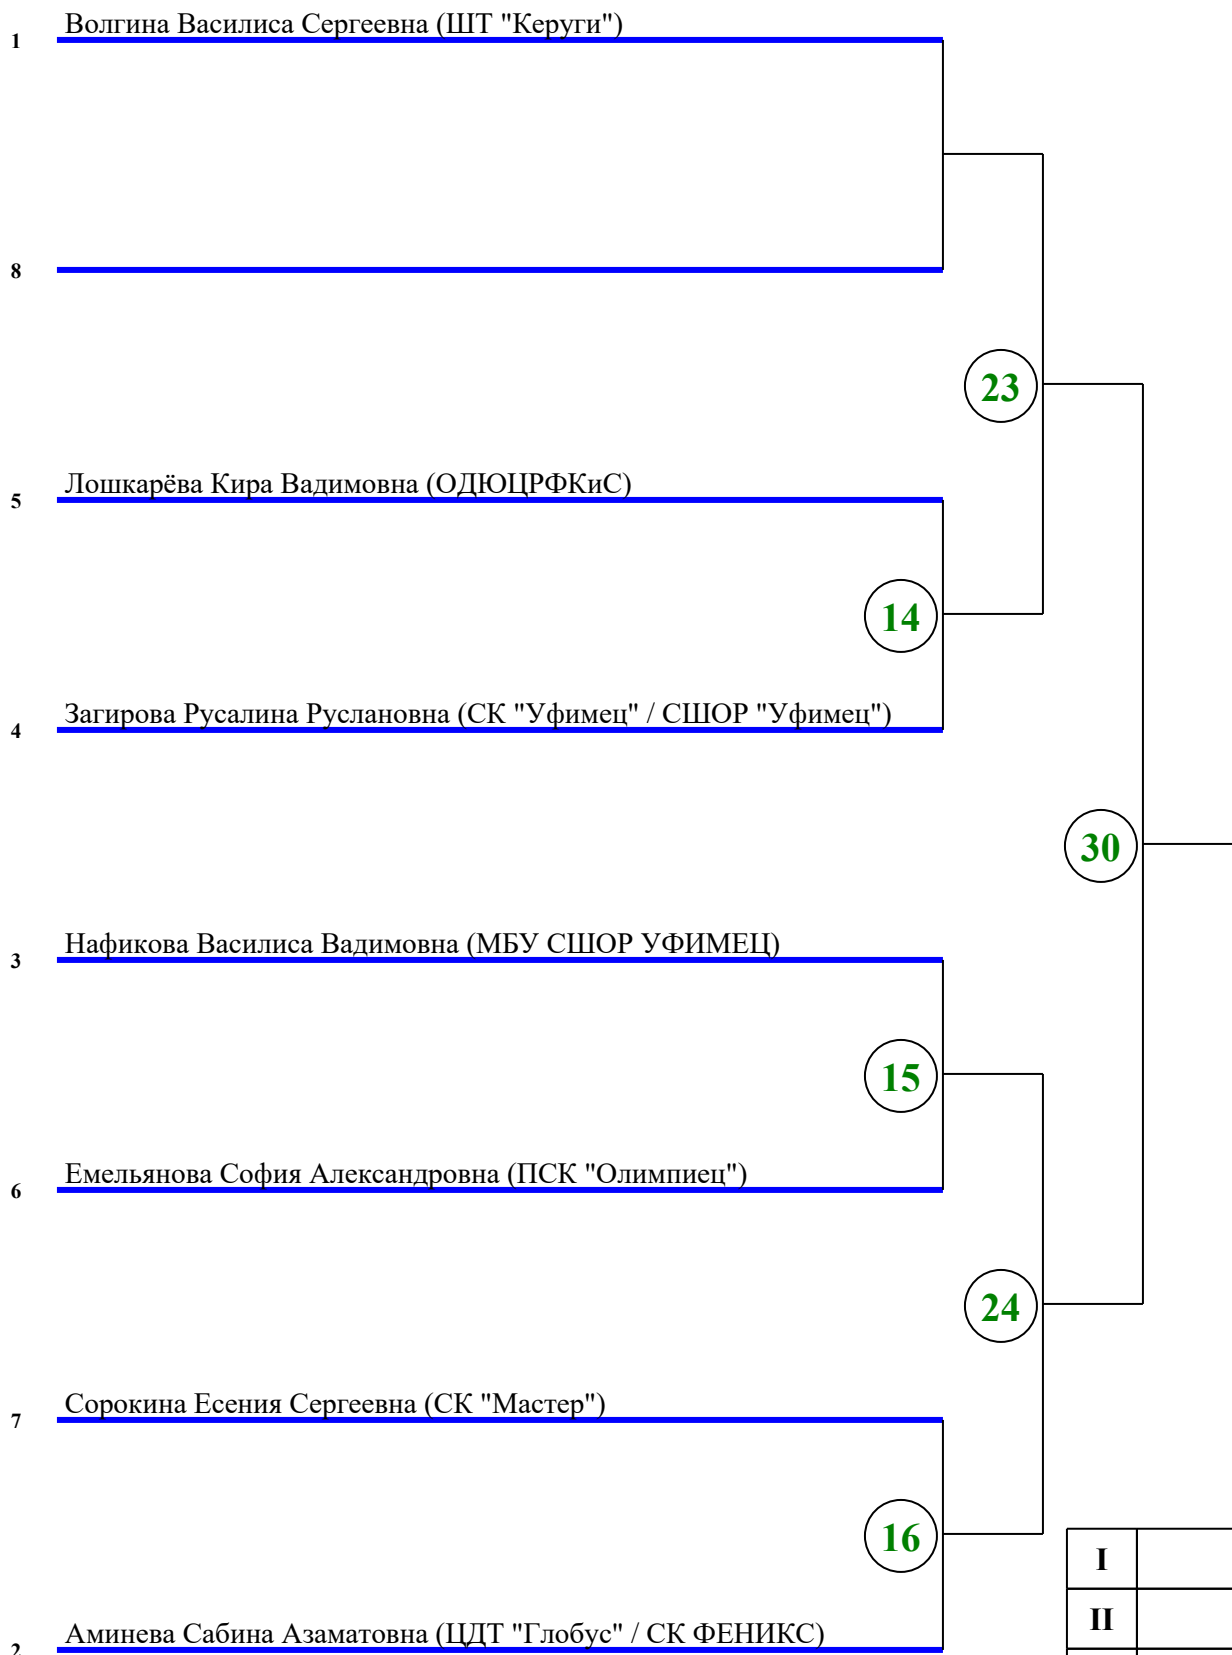 Волгина Василиса Сергеевна (ШТ "Керуги")
1
8
23
Лошкарёва Кира Вадимовна (ОДЮЦРФКиС)
5
14
Загирова Русалина Руслановна (СК "Уфимец" / СШОР "Уфимец")
4
30
Нафикова Василиса Вадимовна (МБУ СШОР УФИМЕЦ)
3
15
Емельянова София Александровна (ПСК "Олимпиец")
6
24
Сорокина Есения Сергеевна (СК "Мастер")
7
16
I
II
Аминева Сабина Азаматовна (ЦДТ "Глобус" / СК ФЕНИКС)
2